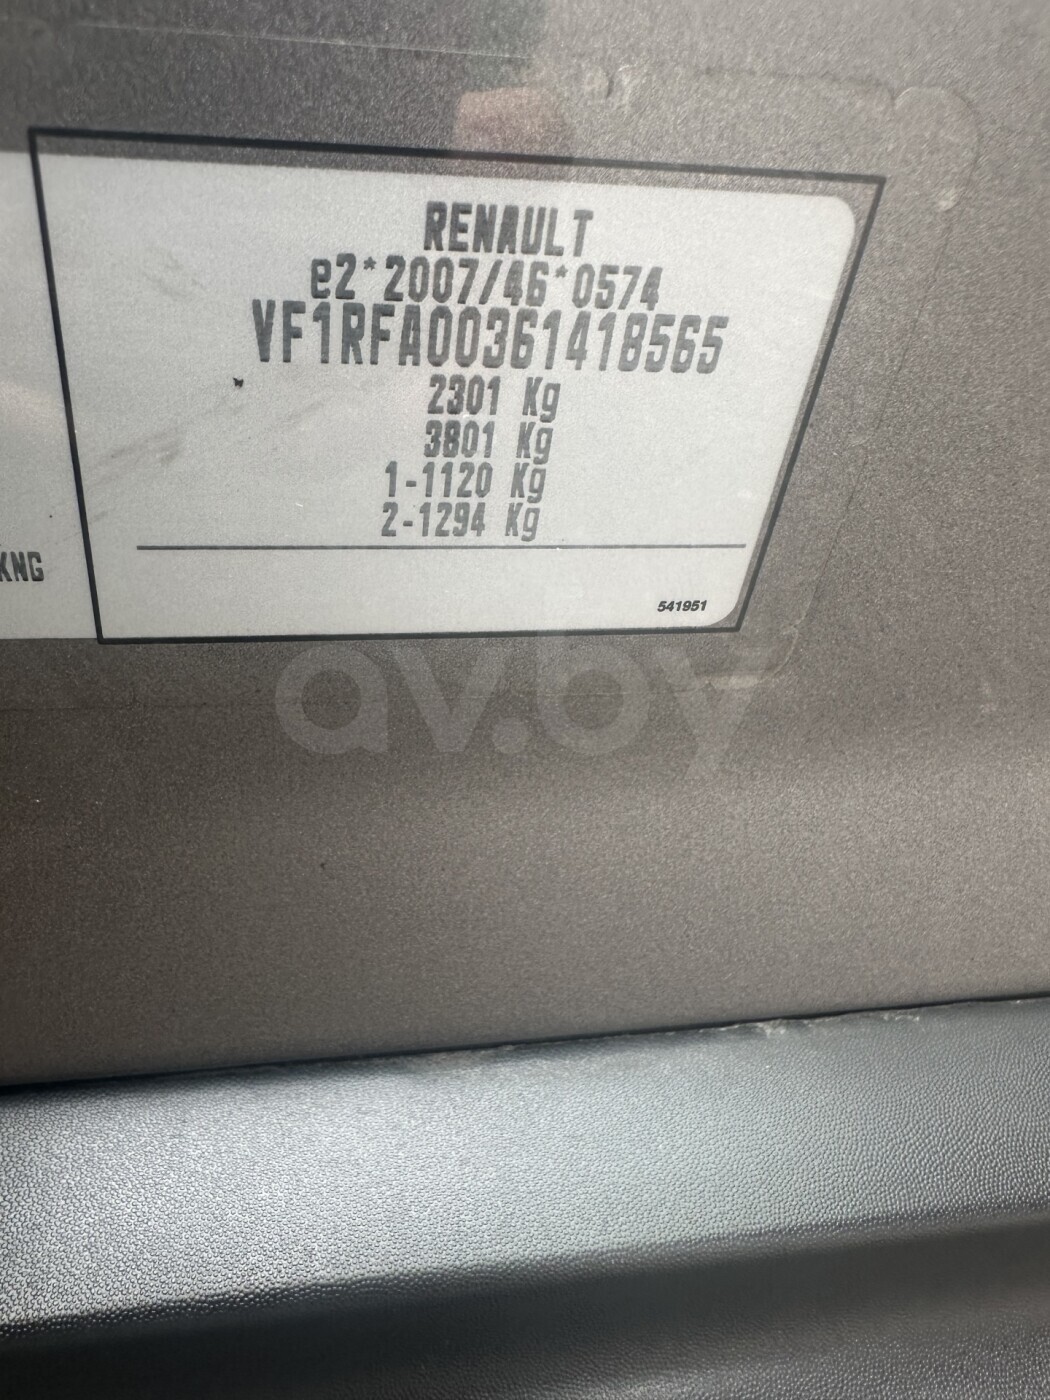 RENAULT
e2*2007/46*0574
VF1RFA00361418565
2301 Kg
3801 Kg
1-1120 Kg
2-1294 Kg
KNG
541951
av.by